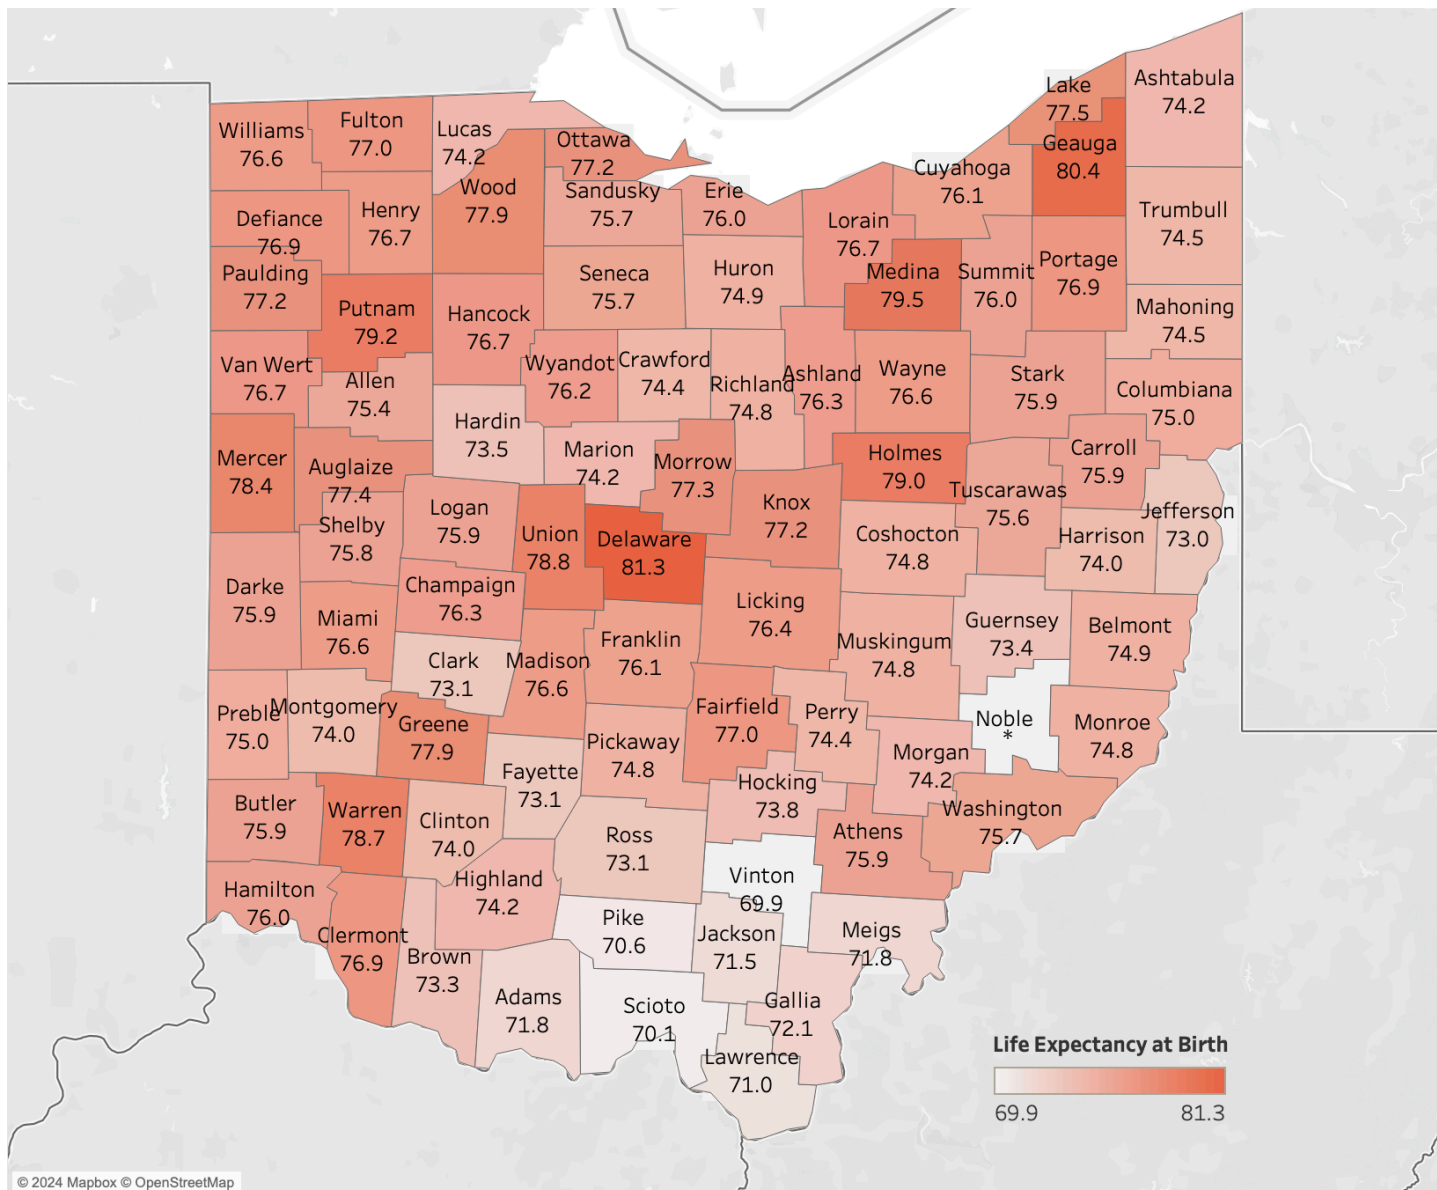 Lake
77.5
Ashtabula
74.2
Williams
76.6
Fulton
77.0
Lucas
74.2
Ottawa
77.2
Geauga
80.4
Cuyahoga
76.1
Wood
77.9
Sandusky
75.7
Erie
76.0
Defiance
76.9
Henry
76.7
Lorain
76.7
Trumbull
74.5
Paulding
77.2
Putnam
79.2
Hancock
76.7
Seneca
75.7
Huron
74.9
Medina
79.5
Summit
76.0
Portage
76.9
Mahoning
74.5
Van Wert
76.7
Allen
75.4
Wyandot
76.2
Crawford
74.4
Richland
74.8
Ashland
76.3
Wayne
76.6
Stark
75.9
Columbiana
75.0
Hardin
73.5
Marion
74.2
Morrow
77.3
Holmes
79.0
Carroll
75.9
Mercer
78.4
Auglaize
77.4
Tuscarawas
75.6
Jefferson
73.0
Shelby
75.8
Logan
75.9
Union
78.8
Delaware
81.3
Knox
77.2
Coshocton
74.8
Harrison
74.0
Darke
75.9
Champaign
76.3
Licking
76.4
Miami
76.6
Franklin
76.1
Muskingum
74.8
Guernsey
73.4
Belmont
74.9
Clark
73.1
Madison
76.6
Preble
75.0
Montgomery
74.0
Greene
77.9
Fairfield
77.0
Perry
74.4
Noble
*
Monroe
74.8
Pickaway
74.8
Morgan
74.2
Fayette
73.1
Hocking
73.8
Washington
75.7
Butler
75.9
Warren
78.7
Clinton
74.0
Ross
73.1
Athens
75.9
Hamilton
76.0
Highland
74.2
Vinton
69.9
Clermont
76.9
Brown
73.3
Pike
70.6
Jackson
71.5
Meigs
71.8
Adams
71.8
Scioto
70.1
Gallia
72.1
Lawrence
71.0
Life Expectancy at Birth
69.9 81.3
© 2024 Mapbox © OpenStreetMap